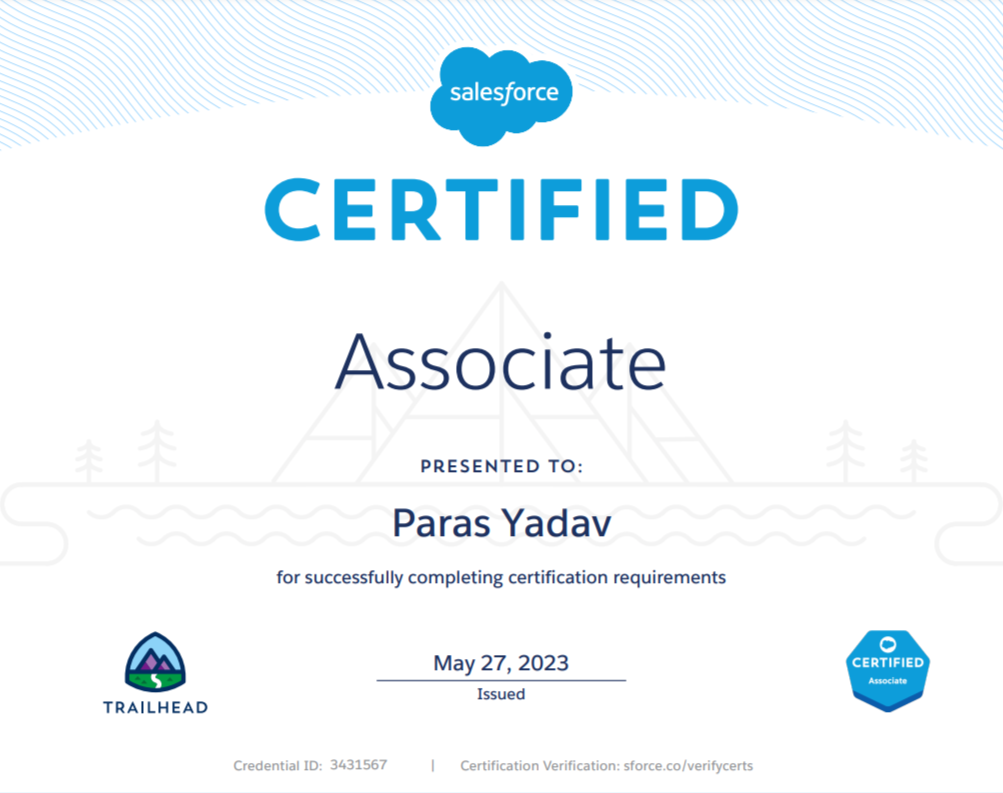 salesforce
CERTIFIED
Associate
PRESENTED TO:
Paras Yadav
for successfully completing certification requirements
May 27, 2023
Issued
TRAILHEAD
CERTIFIED
Associate
Credential ID: 3431567 | Certification Verification: sforce.co/verifycerts